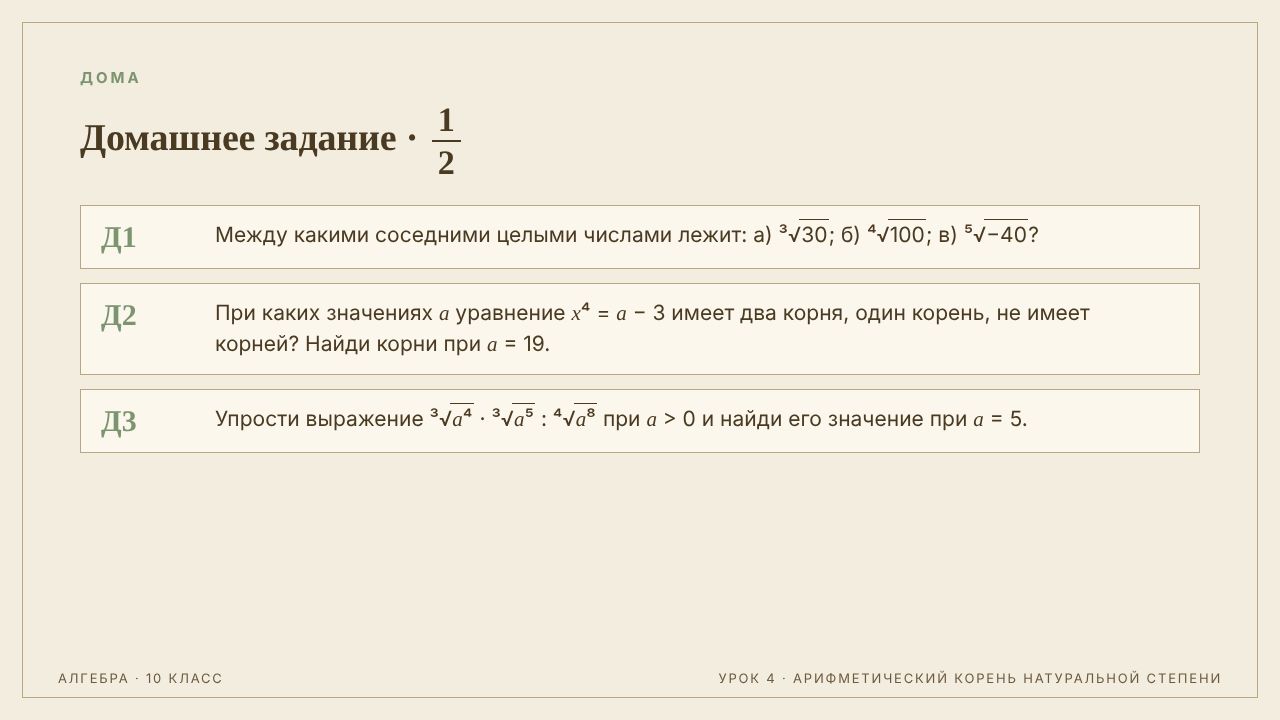 ДОМА
Домашнее задание · 1/2
Д1
Между какими соседними целыми числами лежит: а) ³√30; б) ⁴√100; в) ⁵√−40?
Д2
При каких значениях a уравнение x⁴ = a − 3 имеет два корня, один корень, не имеет
корней? Найди корни при a = 19.
Д3
Упрости выражение ³√a⁴ · ³√a⁵ : ⁴√a⁸ при a > 0 и найди его значение при a = 5.
АЛГЕБРА · 10 КЛАСС
УРОК 4 · АРИФМЕТИЧЕСКИЙ КОРЕНЬ НАТУРАЛЬНОЙ СТЕПЕНИ